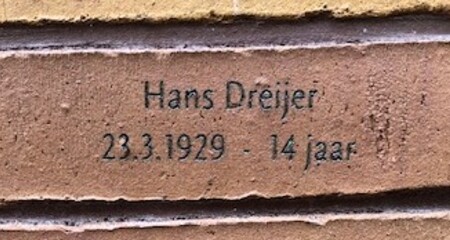 Hans Dreijer
23.3.1929 - 14 jaar